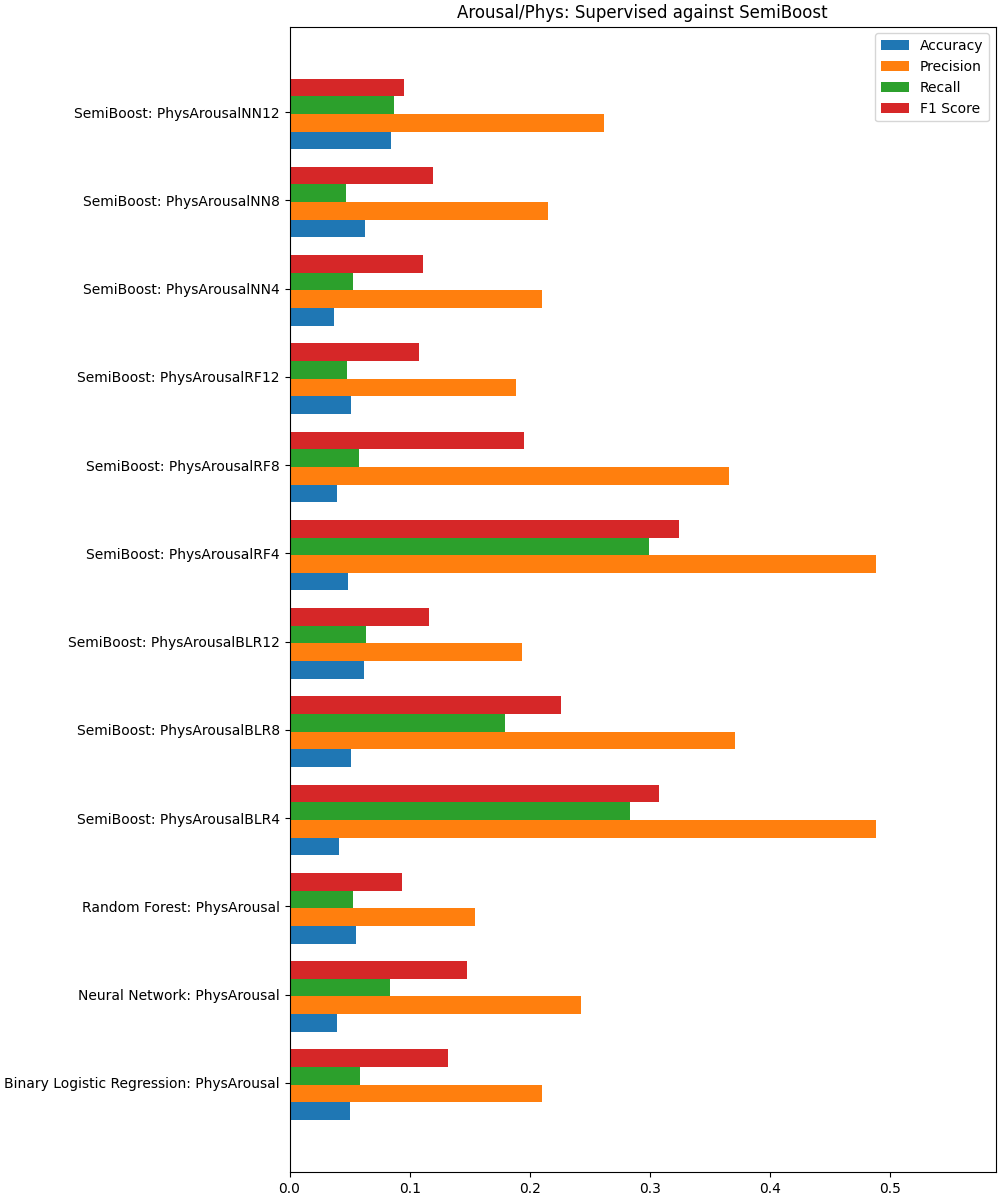 Arousal/Phys: Supervised against SemiBoost
Accuracy
Precision
Recall
F1 Score
SemiBoost: PhysArousalNN12
SemiBoost: PhysArousalNN8
SemiBoost: PhysArousalNN4
SemiBoost: PhysArousalRF12
SemiBoost: PhysArousalRF8
SemiBoost: PhysArousalRF4
SemiBoost: PhysArousalBLR12
SemiBoost: PhysArousalBLR8
SemiBoost: PhysArousalBLR4
Random Forest: PhysArousal
Neural Network: PhysArousal
Binary Logistic Regression: PhysArousal
0.0 0.1 0.2 0.3 0.4 0.5